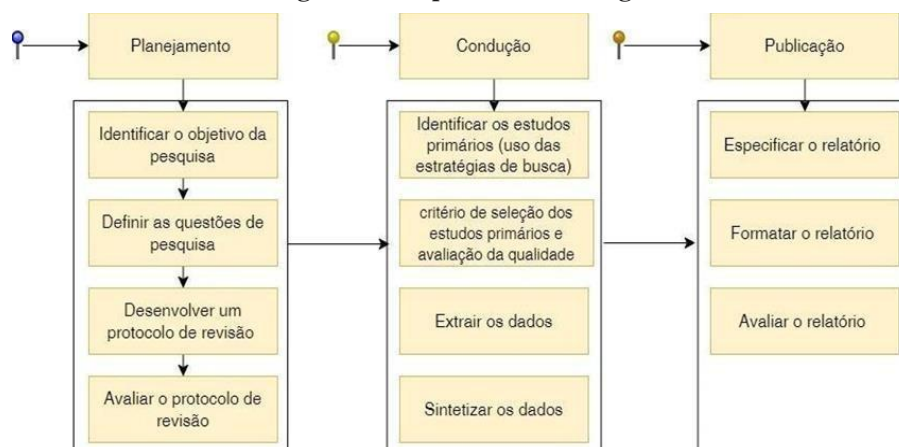 Planejamento
Identificar o objetivo da
pesquisa
Definir as questões de
pesquisa
Desenvolver um
protocolo de revisão
Avaliar o protocolo de
revisão
Condução
Identificar os estudos
primários (uso das
estratégias de busca)
critério de seleção dos
estudos primários e
avaliação da qualidade
Extrair os dados
Sintetizar os dados
Publicação
Especificar o relatório
Formatar o relatório
Avaliar o relatório